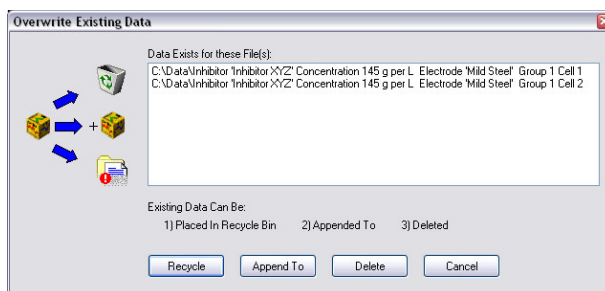 Overwrite Existing Data
Data Exists for these File(s):
C:\Data\Inhibitor 'Inhibitor XYZ' Concentration 145 g per L Electrode 'Mild Steel' Group 1 Cell 1
C:\Data\Inhibitor 'Inhibitor XYZ' Concentration 145 g per L Electrode 'Mild Steel' Group 1 Cell 2
+
Existing Data Can Be:
1) Placed In Recycle Bin 2) Appended To 3) Deleted
Recycle Append To Delete Cancel